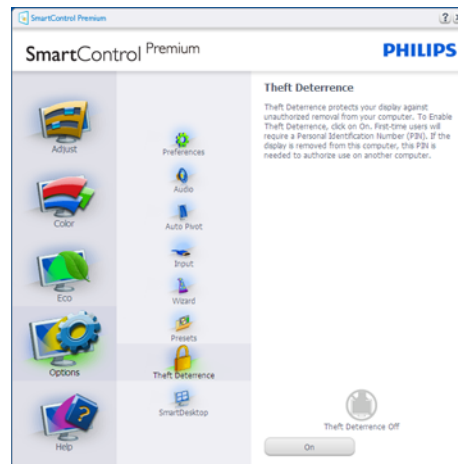 SmartControl Premium
SmartControl Premium
PHILIPS
Adjust
Color
Eco
Options
Help
Preferences
Audio
Auto Pivot
Input
Wizard
Presets
Theft Deterrence
SmartDesktop
Theft Deterrence
Theft Deterrence protects your display against
unauthorized removal from your computer. To Enable
Theft Deterrence, click on On. First-time users will
require a Personal Identification Number (PIN). If the
display is removed from this computer, this PIN is
needed to authorize use on another computer.
Theft Deterrence Off
On